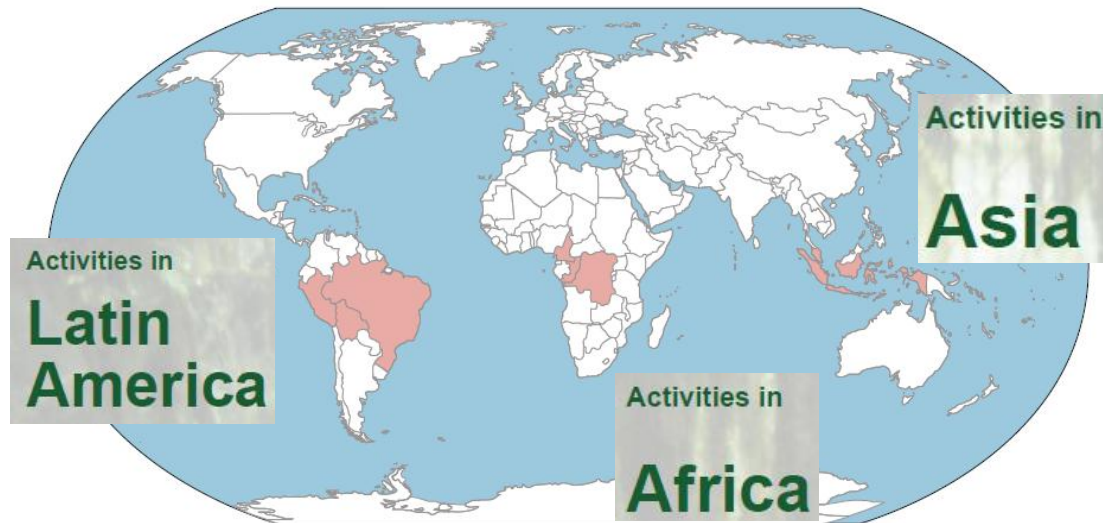 Activities in
Latin
America
Activities in
Africa
Activities in
Asia